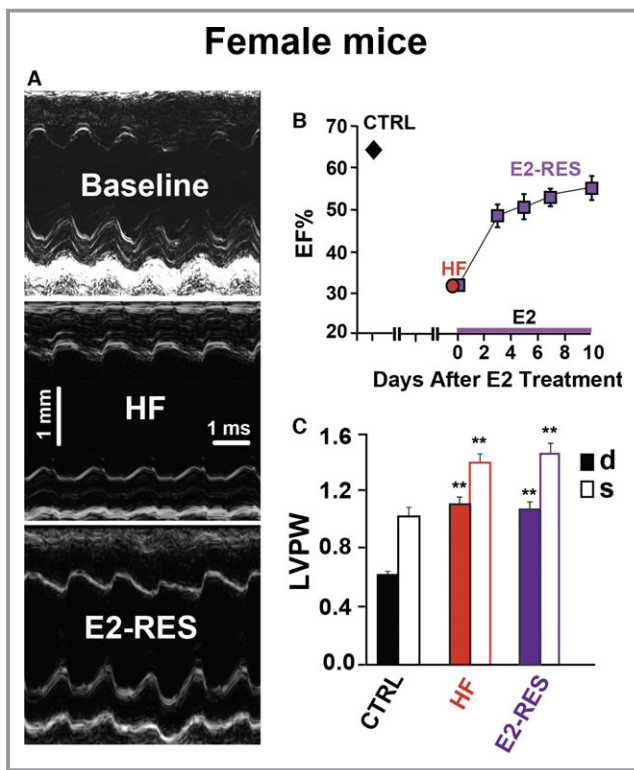 Female mice
A
Baseline
HF
1 mm
1 ms
E2-RES
B
CTRL
70
60
50
40
30
20
EF%
E2-RES
HF
E2
0 2 4 6 8 10
Days After E2 Treatment
C
1.6
1.2
0.8
0.4
0.0
LVPW
**
**
**
**
d
s
CTRL
HF
E2-RES